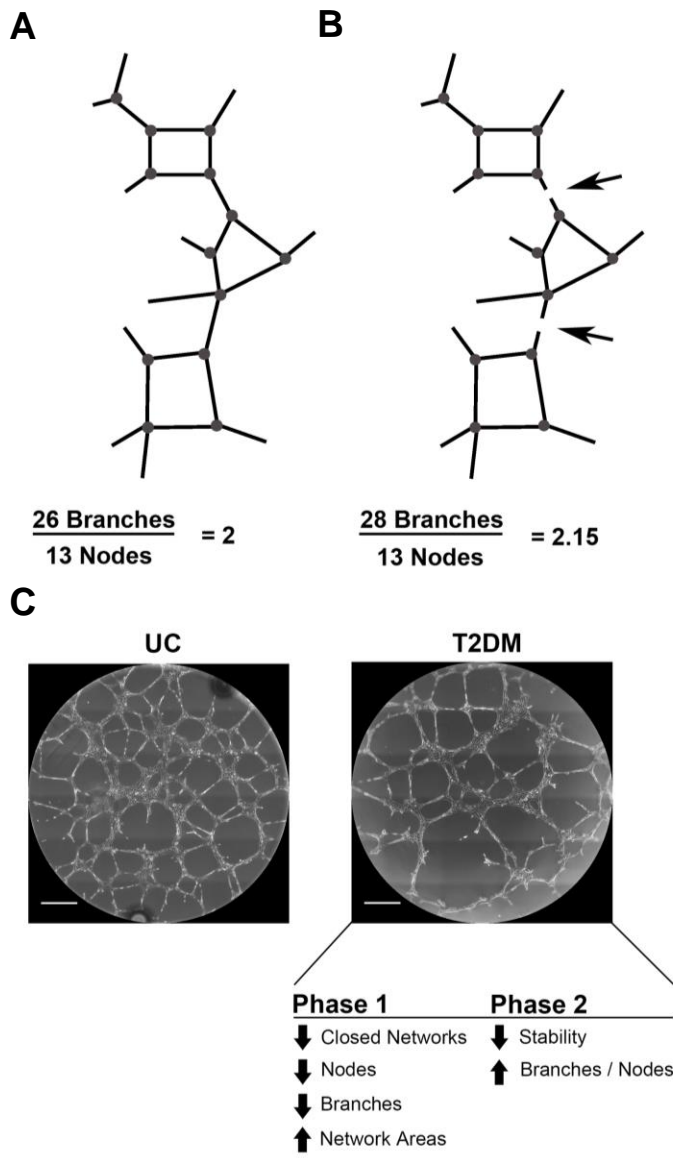 A B
26 Branches
13 Nodes
= 2
28 Branches
13 Nodes
= 2.15
C
UC T2DM
Phase 1 Phase 2
Closed Networks Stability
Nodes Branches / Nodes
Branches
Network Areas